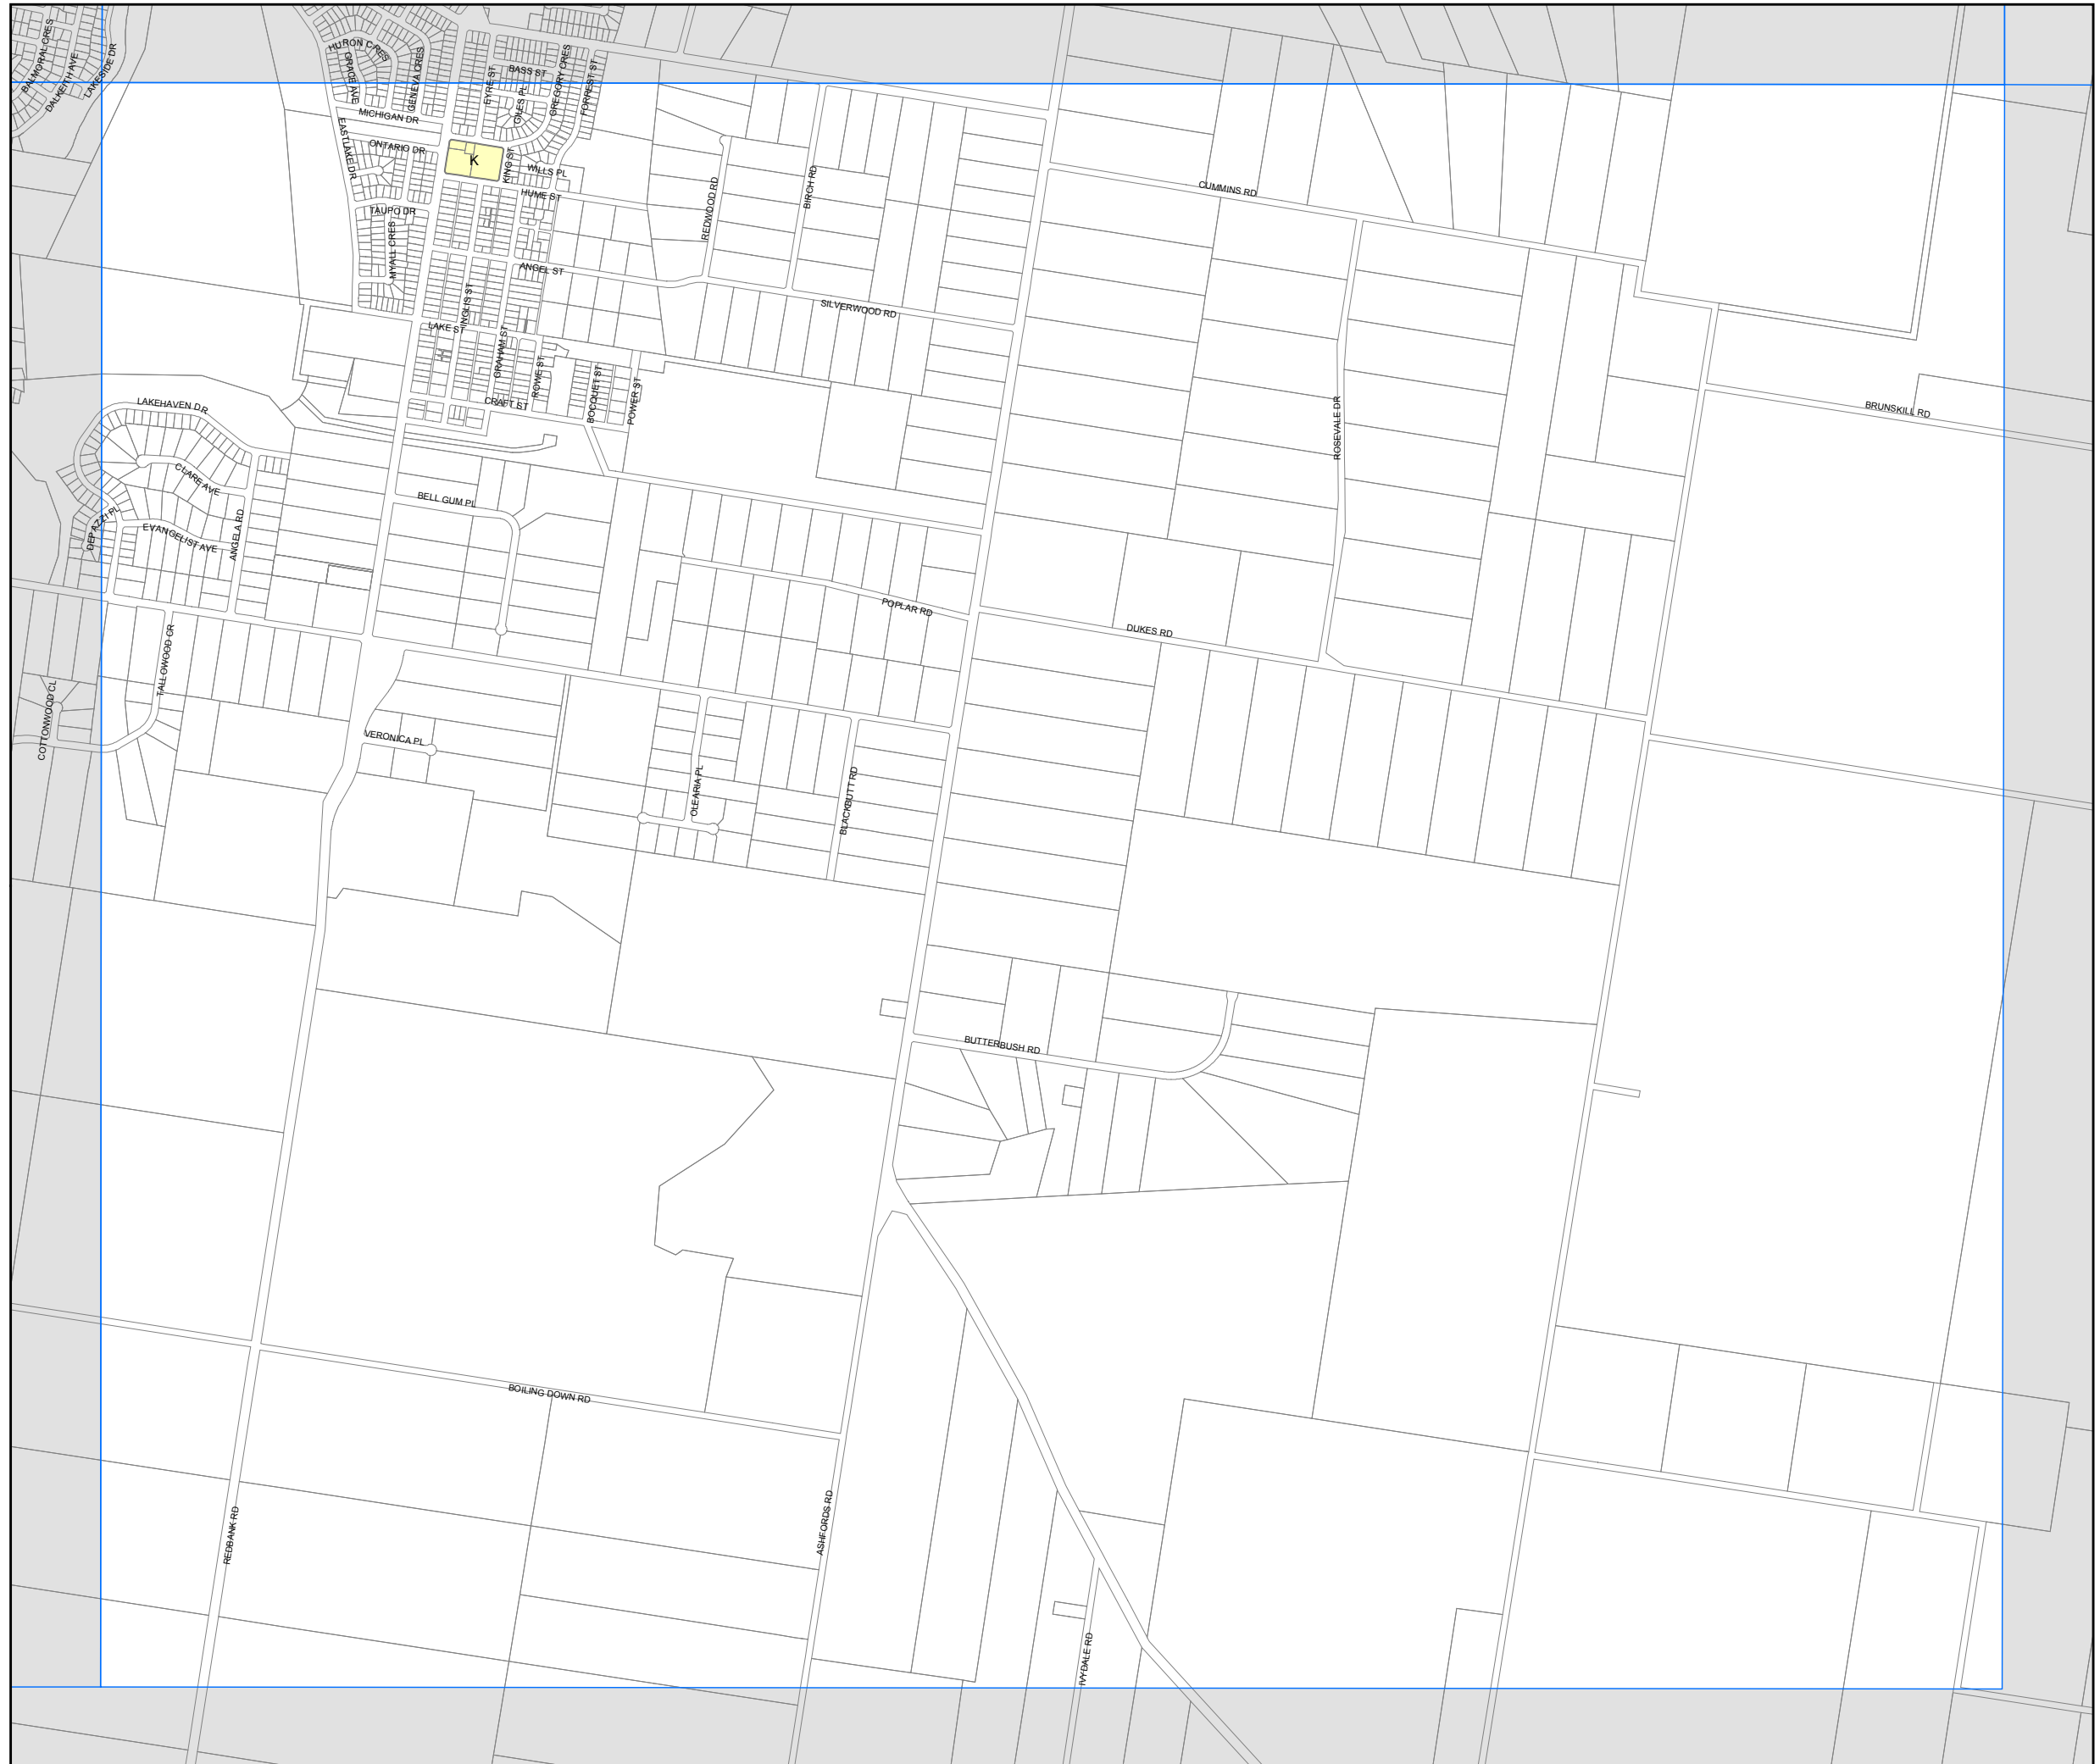 BALMORAL CRES
DALKEITH AVE
LAKESIDE DR
HURON CRES
GRACE AVE
GENEVA CRES
EYRE ST
BASS ST
GILES PL
GREGORY CRES
FORREST ST
MICHIGAN DR
EASTLAKE DR
ONTARIO DR
K
KING ST
WILLS PL
HUME ST
REDWOOD RD
BIRCH RD
CUMMINS RD
TAUPO DR
MYALL CRES
ANGEL ST
INGLIS ST
SILVERWOOD RD
LAKE ST
GRAHAM ST
ROWE ST
BOCQUET ST
POWER ST
CRAFT ST
LAKEHAVEN DR
BRUNSKILL RD
ROSEVALE DR
CLARE AVE
BELL GUM PL
DEPAZZI PL
EVANGELIST AVE
ANGELA RD
POPLAR RD
DUKES RD
TALLOWOOD CR
COTTONWOOD CL
VERONICA PL
OLEARIA PL
BLACKBUTT RD
BUTTERBUSH RD
BOILING DOWN RD
REDBANK RD
ASHFORDS RD
IVYDALE RD